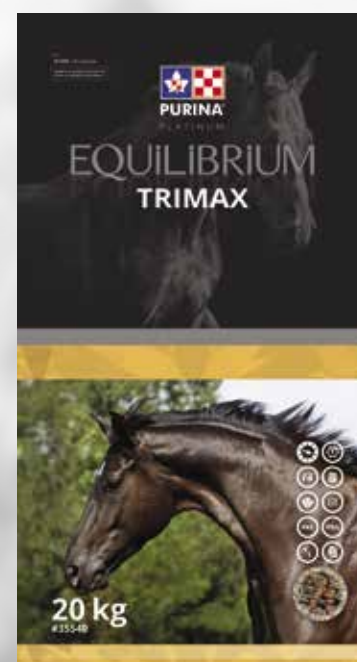 PURINA
PLATINUM
EQUiLiBRiUM
TRIMAX
20 kg
#35548